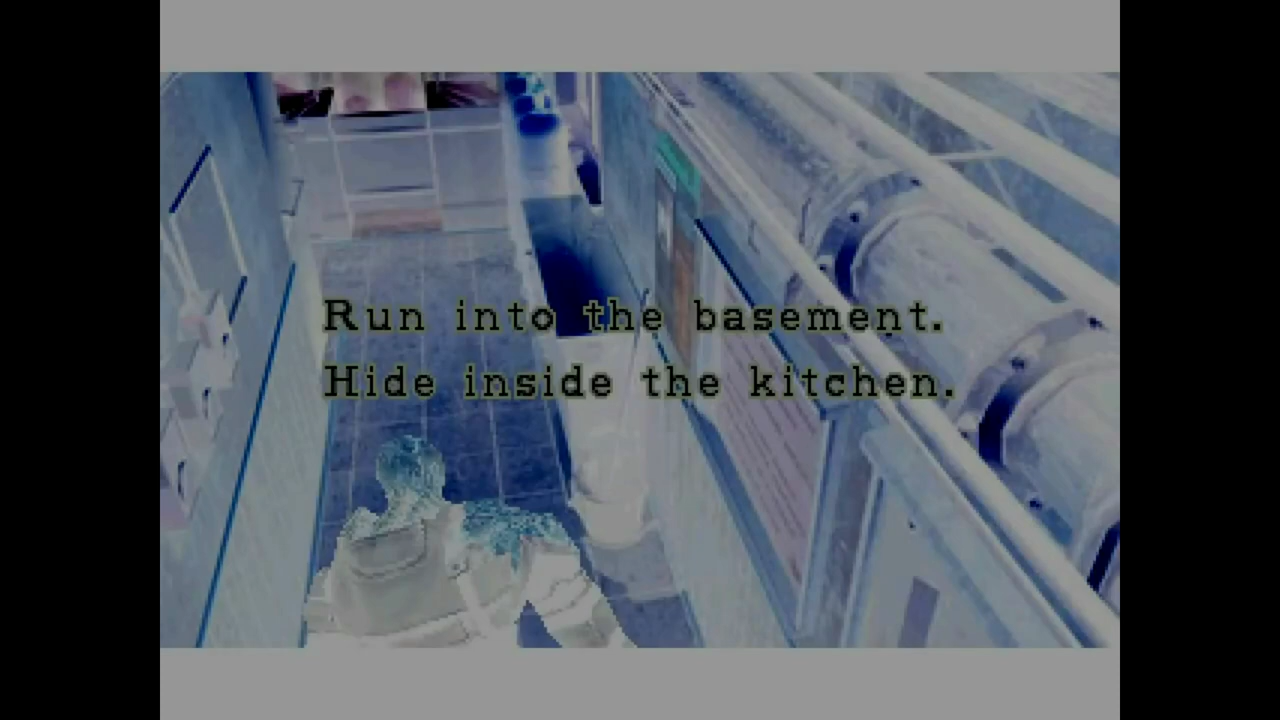 Run into the basement.
Hide inside the kitchen.